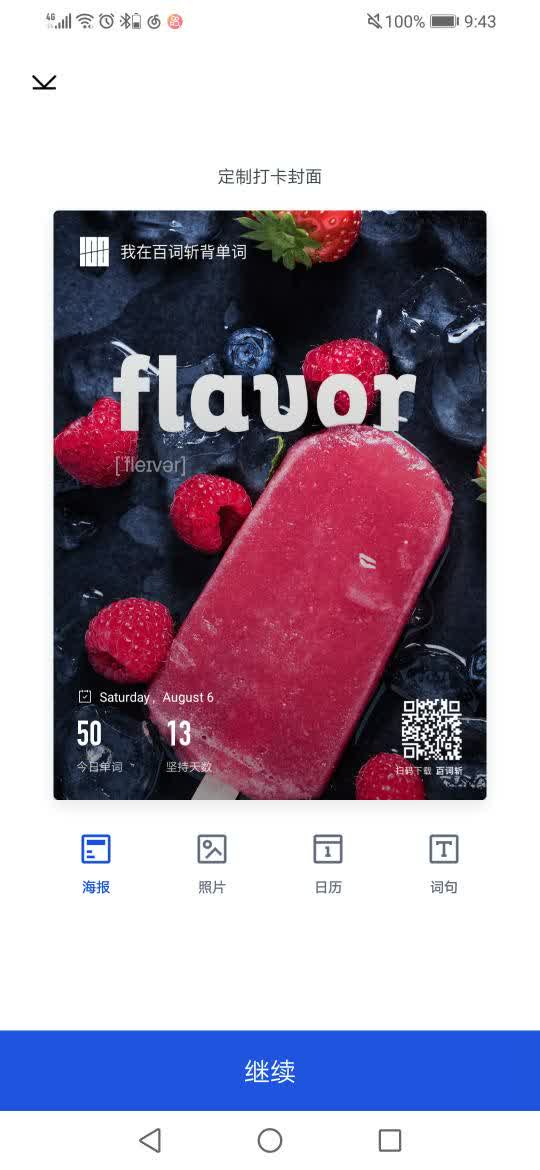 4G 100% 9:43
定制打卡封面
我在百词斩背单词
flavor
['fleɪvər]
Saturday, August 6
50 13
今日单词 坚持天数
扫码下载 百词斩
海报 照片 日历 词句
继续